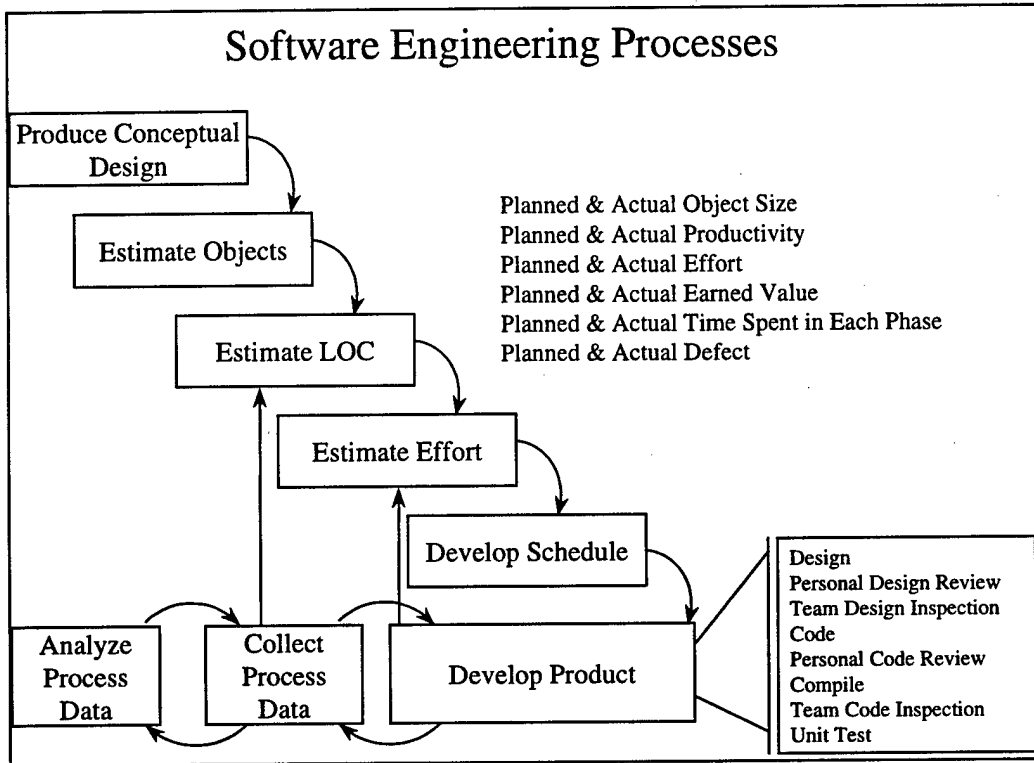 Software Engineering Processes
Produce Conceptual
Design
Estimate Objects
Planned & Actual Object Size
Planned & Actual Productivity
Planned & Actual Effort
Planned & Actual Earned Value
Planned & Actual Time Spent in Each Phase
Planned & Actual Defect
Estimate LOC
Estimate Effort
Develop Schedule
Analyze
Process
Data
Collect
Process
Data
Develop Product
Design
Personal Design Review
Team Design Inspection
Code
Personal Code Review
Compile
Team Code Inspection
Unit Test